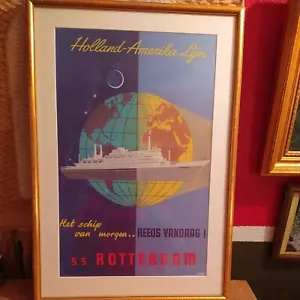 Holland-Amerika Lijn
Het schip
van morgen.. REEDS VANDAAG!
S.S ROTTERDAM